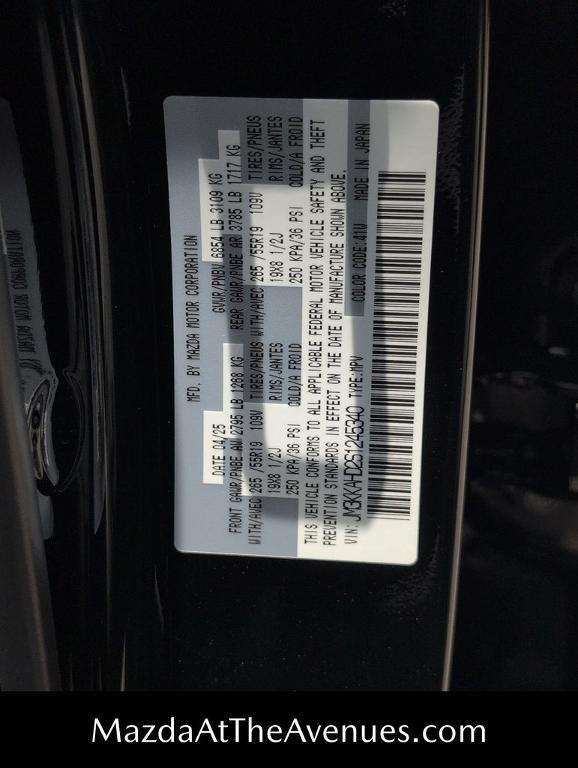 MFD. BY MAZDA MOTOR CORPORATION
DATE 04/25 GVWR/PNBV 6854 LB 3109 KG
FRONT GAWR/PNBE AV 2795 LB 1268 KG REAR GAWR/PNBE AR 3785 LB 1717 KG
WITH/AVEC 265 /55R19 109V TIRES/PNEUS WITH/AVEC 265 /55R19 109V TIRES/PNEUS
19X8 1/2J RIMS/JANTES 19X8 1/2J RIMS/JANTES
250 KPA/36 PSI COLD/A FROID 250 KPA/36 PSI COLD/A FROID
THIS VEHICLE CONFORMS TO ALL APPLICABLE FEDERAL MOTOR VEHICLE SAFETY AND THEFT
PREVENTION STANDARDS IN EFFECT ON THE DATE OF MANUFACTURE SHOWN ABOVE.
VIN: JM3KKAHD2S1245340 TYPE:MPV COLOR CODE:41W MADE IN JAPAN
MazdaAtTheAvenues.com